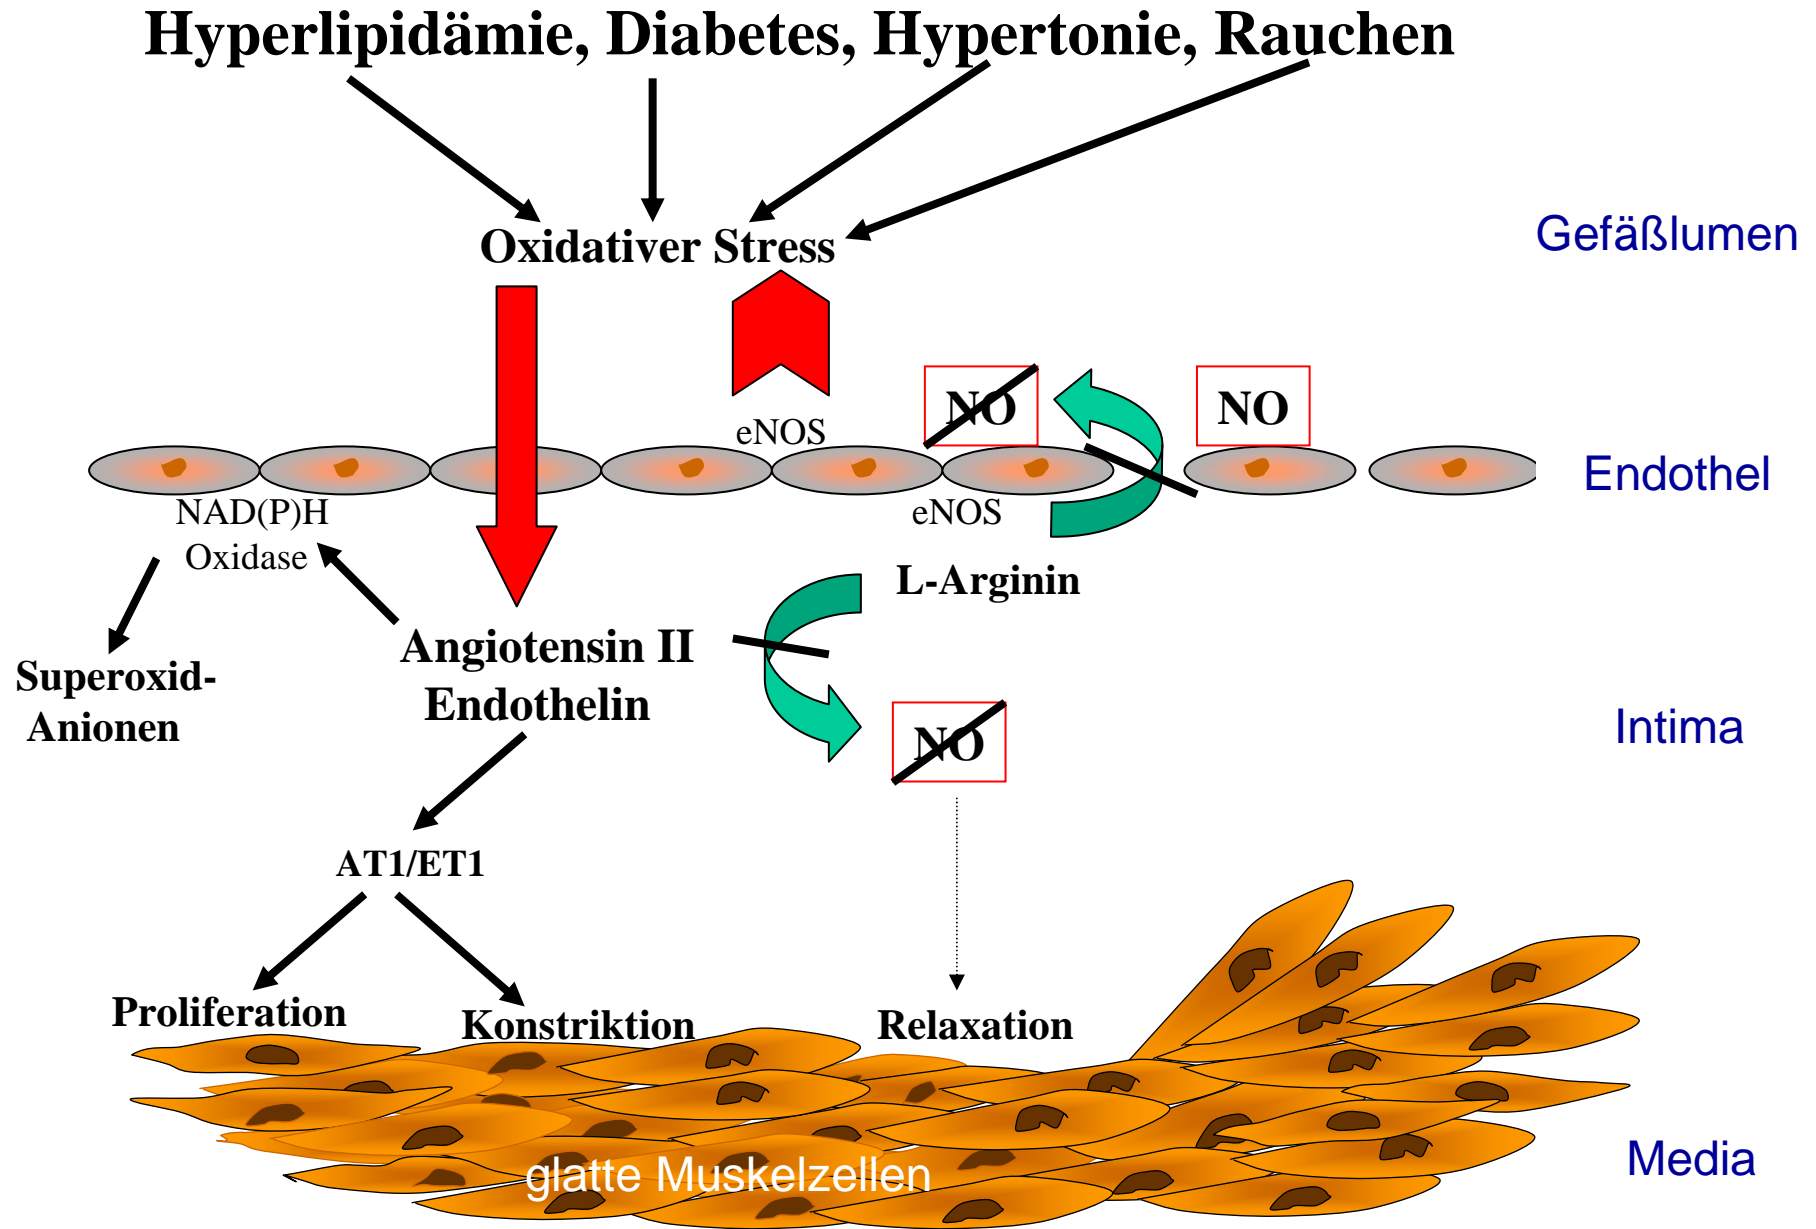 Hyperlipidämie, Diabetes, Hypertonie, Rauchen
Oxidativer Stress
Gefäßlumen
NO
NO
eNOS
Endothel
NAD(P)H
Oxidase
eNOS
L-Arginin
Angiotensin II
Endothelin
Superoxid-
Anionen
NO
Intima
AT1/ET1
Proliferation
Konstriktion
Relaxation
glatte Muskelzellen
Media